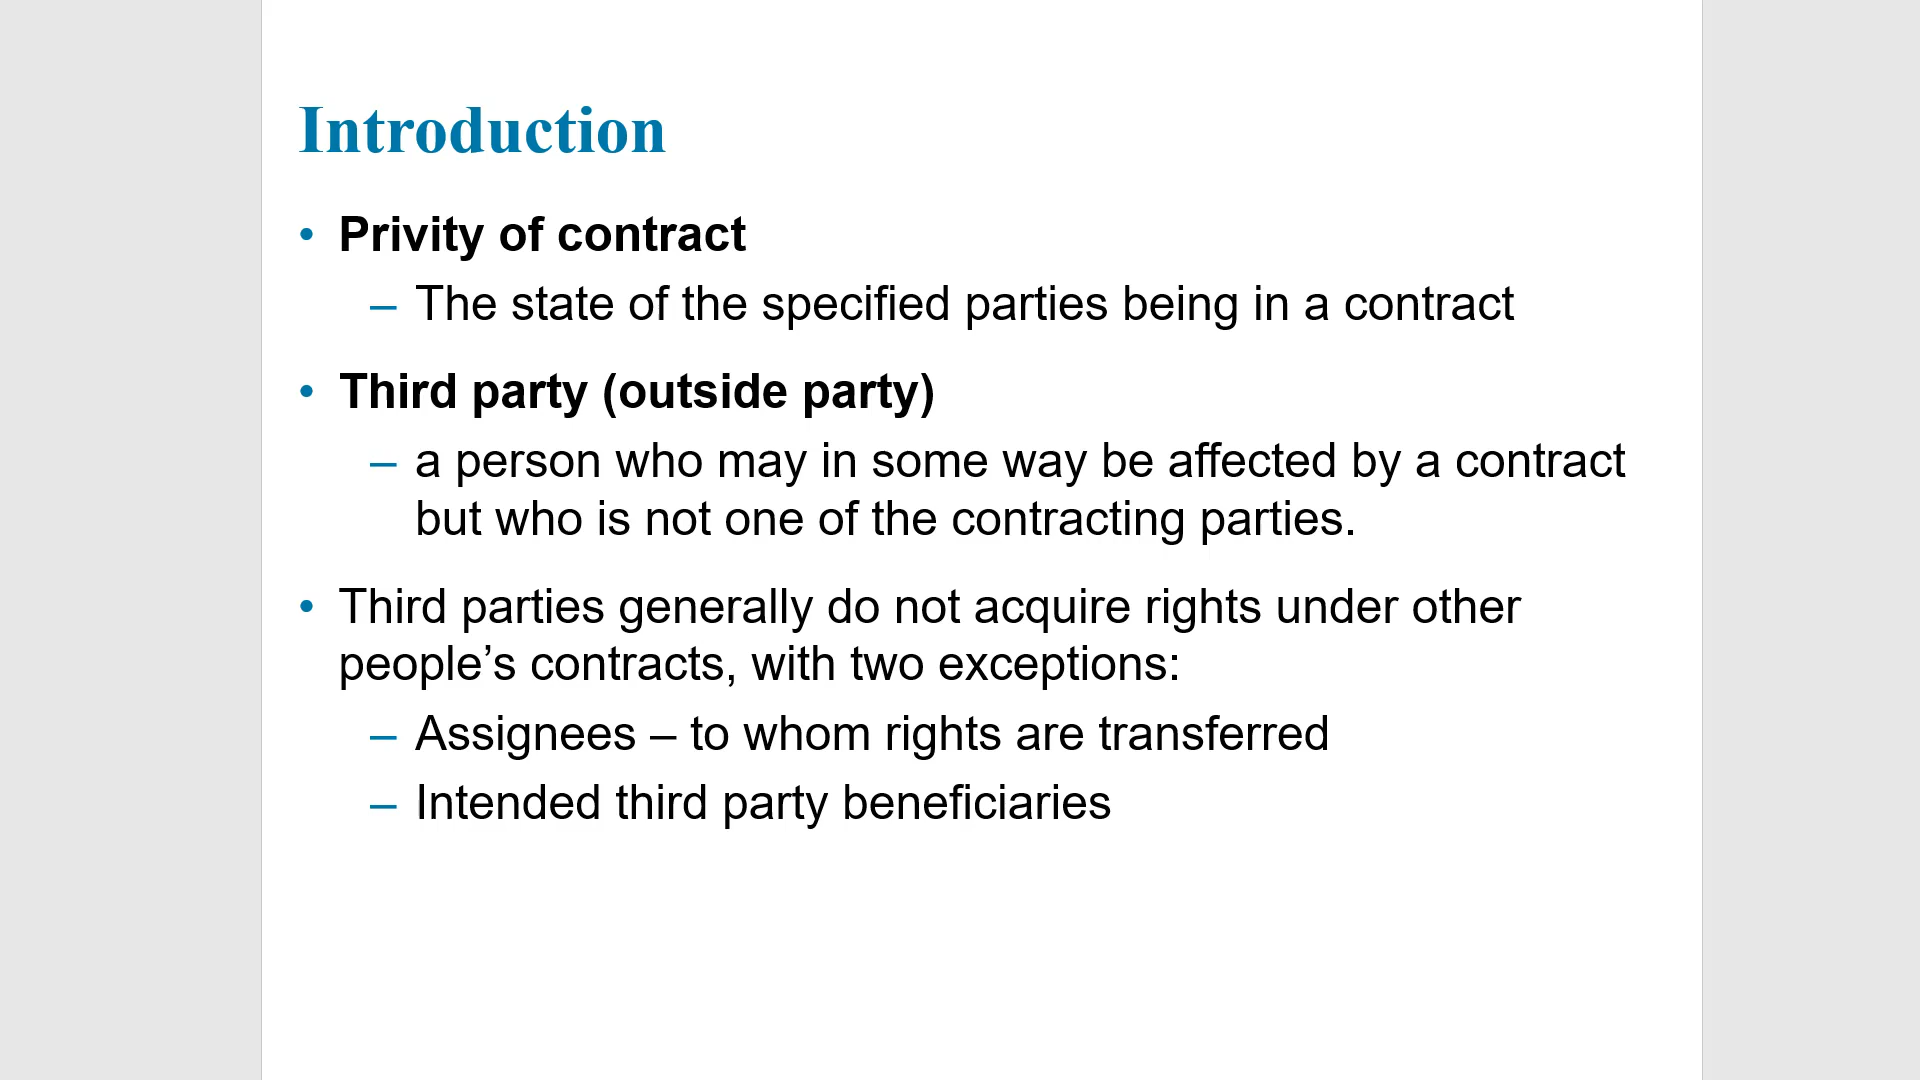 Introduction
• Privity of contract
– The state of the specified parties being in a contract
• Third party (outside party)
– a person who may in some way be affected by a contract
but who is not one of the contracting parties.
• Third parties generally do not acquire rights under other
people’s contracts, with two exceptions:
– Assignees – to whom rights are transferred
– Intended third party beneficiaries